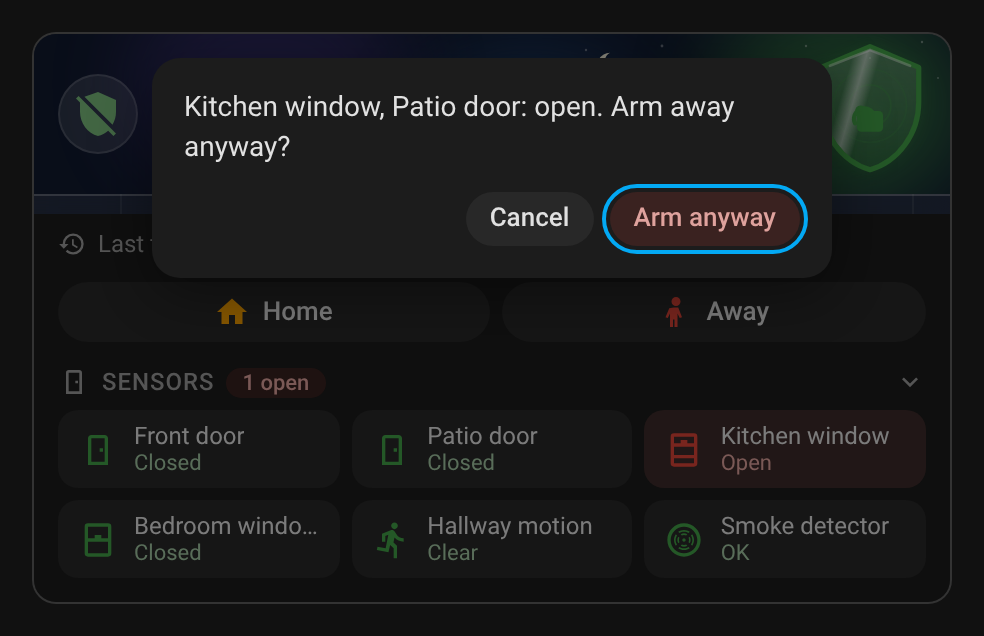 Kitchen window, Patio door: open. Arm away
anyway?
Cancel
Arm anyway
Last
Home
Away
SENSORS
1 open
Front door
Closed
Patio door
Closed
Kitchen window
Open
Bedroom windo...
Closed
Hallway motion
Clear
Smoke detector
OK